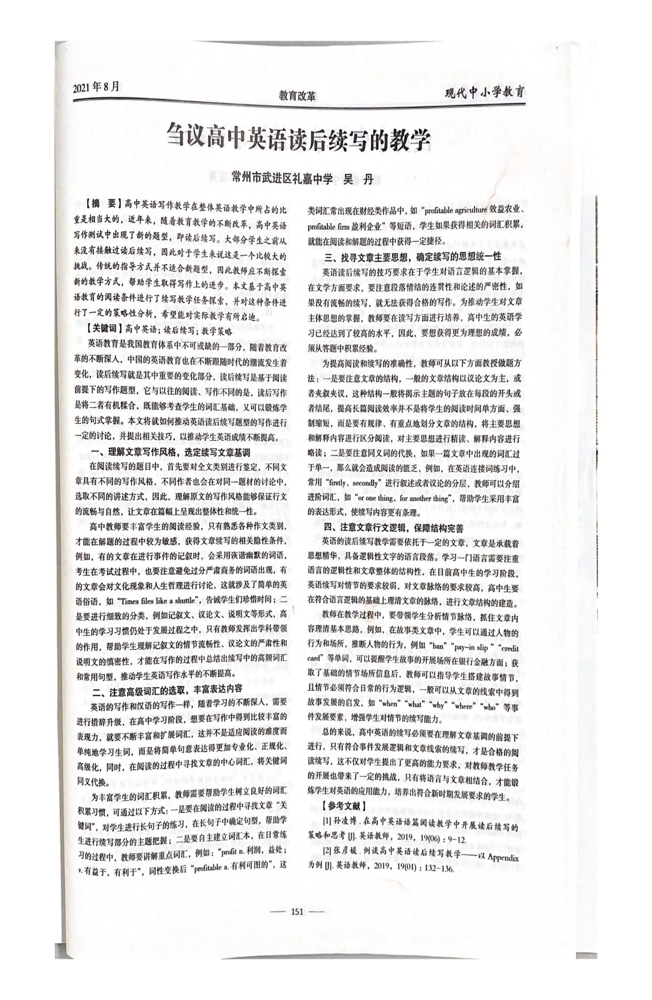 2021年8月
教育改革
现代中小学教育
刍议高中英语读后续写的教学
常州市武进区礼嘉中学 吴 丹
【摘 要】高中英语写作教学在整体英语教学中所占的比
重是相当大的，近年来，随着教育教学的不断改革，高中英语
写作测试中出现了新的题型，即读后续写。大部分学生之前从
来没有接触过读后续写，因此对于学生来说这是一个比较大的
挑战。传统的指导方式并不适合新题型，因此教师应不断探索
新的教学方式，帮助学生取得写作上的进步。本文基于高中英
语教育的阅读条件进行了续写教学任务探索，并对这种条件进
行了一定的策略性分析，希望能对实际教学有所启迪。
【关键词】高中英语；读后续写；教学策略
英语教育是我国教育体系中不可或缺的一部分，随着教育改
革的不断深人，中国的英语教育也在不断跟随时代的潮流发生着
变化，读后续写就是其中重要的变化部分，读后续写是基于阅读
前提下的写作题型，它与以往的阅读、写作不同的是，读后写作
是将二者有机糅合，既能够考查学生的词汇基础，又可以锻炼学
生的句式掌握。本文将就如何推动英语读后续写题型的写作进行
一定的讨论，并提出相关技巧，以推动学生英语成绩不断提高。
一、理解文章写作风格，选定续写文章基调
在阅读续写的题目中，首先要对全文类别进行鉴定，不同文
章具有不同的写作风格，不同作者也会在对同一题材的讨论中，
选取不同的讲述方式，因此，理解原文的写作风格能够保证行文
的流畅与自然，让文章在篇幅上呈现出整体性和统一性。
高中教师要丰富学生的阅读经验，只有熟悉各种作文类别，
才能在解题的过程中较为敏感，获得文章续写的相关隐性条件，
例如，有的文章在进行事件的记叙时，会采用诙谐幽默的词语，
考生在考试过程中，也要注意避免过分严肃商务的词语出现，有
的文章会对文化现象和人生哲理进行讨论，这就涉及了简单的英
语俗语，如“Times files like a shuttle”，告诫学生们珍惜时间；二
是要进行细致的分类，例如记叙文、议论文、说明文等形式，高
中生的学习习惯仍处于发展过程之中，只有教师发挥出学科带领
的作用，帮助学生理解记叙文的情节流畅性、议论文的严肃性和
说明文的缜密性，才能在写作的过程中总结出续写中的高频词汇
和常用句型，推动学生英语写作水平的不断提高。
二、注意高级词汇的选取，丰富表达内容
英语的写作和汉语的写作一样，随着学习的不断深人，需要
进行措辞升级，在高中学习阶段，想要在写作中得到比较丰富的
表现力，就要不断丰富和扩展词汇，这并不是适应阅读的难度而
单纯地学习生词，而是将简单句意表达得更加专业化、正规化、
高级化，同时，在阅读的过程中寻找文章的中心词汇，将关键词
同义代换。
为丰富学生的词汇积累，教师需要帮助学生树立良好的词汇
积累习惯，可通过以下方式：一是要在阅读的过程中寻找文章“关
键词”，对学生进行长句子的练习，在长句子中确定句型，帮助学
生进行续写部分的主题把握；二是要自主建立词汇本，在日常练
习的过程中，教师要讲解重点词汇，例如：“profit n. 利润，益处；
v. 有益于，有利于”，词性变换后“profitable a. 有利可图的”，这
类词汇常出现在财经类作品中，如“profitable agriculture 效益农业、
profitable firm 盈利企业”等短语，学生如果获得相关的词汇积累，
就能在阅读和解题的过程中获得一定捷径。
三、找寻文章主要思想，确定续写的思想统一性
英语读后续写的技巧要求在于学生对语言逻辑的基本掌握，
在文学方面要求，要注意段落情结的连贯性和论述的严密性，如
果没有流畅的续写，就无法获得合格的写作。为推动学生对文章
主体思想的掌握，教师要在读写方面进行培养，高中生的英语学
习已经达到了较高的水平，因此，要想获得更为理想的成绩，必
须从答题中积累经验。
为提高阅读和续写的准确性，教师可从以下方面教授做题方
法：一是要注意文章的结构，一般的文章结构以议论文为主，或
者夹叙夹议，这种结构一般将揭示主题的句子放在每段的开头或
者结尾，提高长篇阅读效率并不是将学生的阅读时间单方面、强
制缩短，而是要有规律、有重点地划分文章的结构，将主要思想
和解释内容进行区分阅读，对主要思想进行精读、解释内容进行
略读；二是要注意同义词的代换，如果一篇文章中出现的词汇过
于单一，那么就会造成阅读的匮乏，例如，在英语连接词练习中，
常用“firstly、secondly”进行叙述或者议论的分层，教师可以介绍
进阶词汇，如“or one thing、for another thing”，帮助学生采用丰富
的表达形式，使续写内容更有条理。
四、注意文章行文逻辑，保障结构完善
英语的读后续写教学需要依托于一定的文章，文章是承载着
思想精华、具备逻辑性文字的语言段落。学习一门语言需要注重
语言的逻辑性和文章整体的结构性，在目前高中生的学习阶段，
英语续写对情节的要求较弱，对文章脉络的要求较高，高中生要
在符合语言逻辑的基础上理清文章的脉络，进行文章结构的建造。
教师在教学过程中，要带领学生分析情节脉络，抓住文章内
容理清基本思路，例如，在故事类文章中，学生可以通过人物的
行为和场所，推断人物的行为，例如“ban”“pay-in slip ”“credit
card”等单词，可以提醒学生故事的开展场所在银行金融方面；获
取了基础的情节场所信息后，教师可以指导学生搭建故事情节，
且情节必须符合日常的行为逻辑，一般可以从文章的线索中得到
故事发展的启发，如“when”“what”“why”“where”“who”等事
件发展要素，增强学生对情节的续写能力。
总的来说，高中英语的续写必须要在理解文章基调的前提下
进行，只有符合事件发展逻辑和文章线索的续写，才是合格的阅
读续写，这不仅对学生提出了更高的能力要求，对教师教学任务
的开展也带来了一定的挑战，只有将语言与文章相结合，才能锻
炼学生对英语的应用能力，培养出符合新时期发展要求的学生。
【参考文献】
[1] 孙凌博 . 在高中英语语篇阅读教学中开展读后续写的
策略和思考 [J]. 英语教师，2019，19(06)：9-12.
[2] 张彦媛 . 例谈高中英语读后续写教学——以 Appendix
为例 [J]. 英语教师，2019，19(01)：132-136.
— 151 —